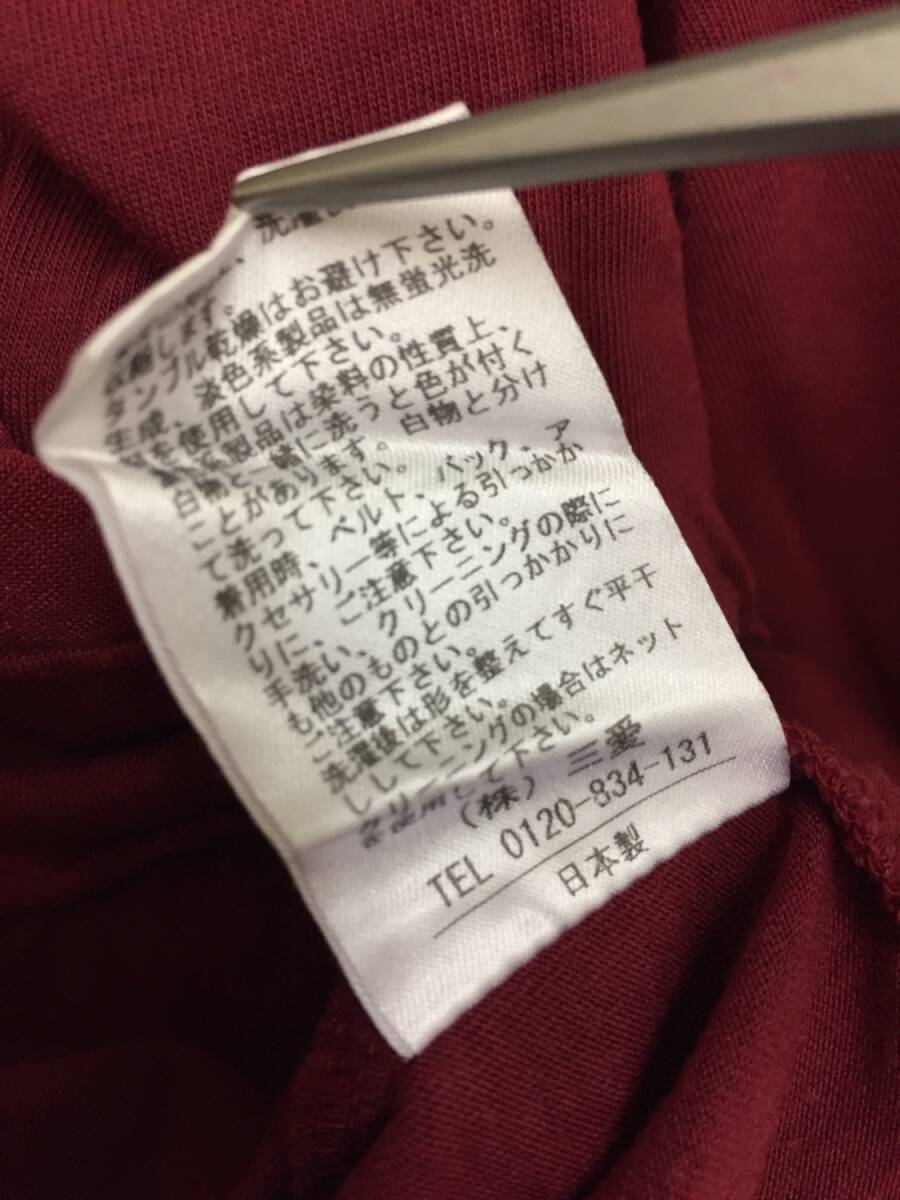 洗濯
します。
タンブル乾燥はお避け下さい。
生成、淡色系製品は無蛍光洗
を使用して下さい。
系製品は染料の性質上、
白物と一緒に洗うと色が付く
ことがあります。白物と分け
て洗って下さい。
着用時、ベルト、バック、ア
クセサリー等による引っかか
りに、ご注意下さい。
手洗い、クリーニングの際に
も他のものとの引っかかりに
ご注意下さい。
洗濯後は形を整えてすぐ平干
しして下さい。
クリーニングの場合はネット
を使用して下さい。
(株) 三愛
TEL 0120-834-131
日本製